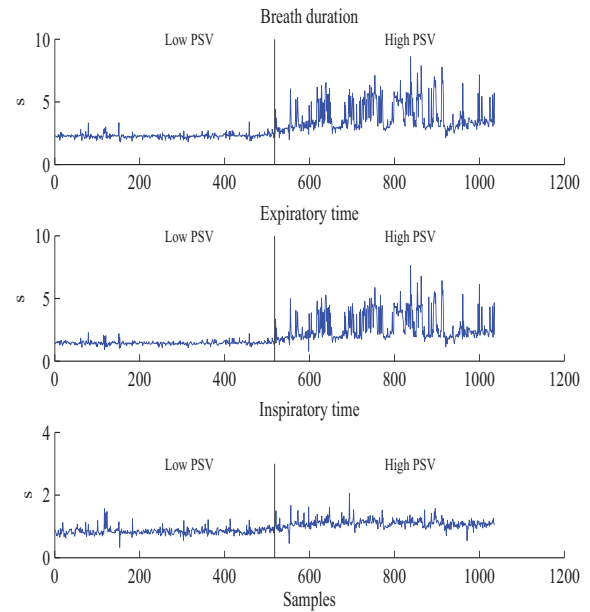 Breath duration
10
Low PSV High PSV
s 5
0
0 200 400 600 800 1000 1200
Expiratory time
10
Low PSV High PSV
s 5
0
0 200 400 600 800 1000 1200
Inspiratory time
4
Low PSV High PSV
s 2
0
0 200 400 600 800 1000 1200
Samples